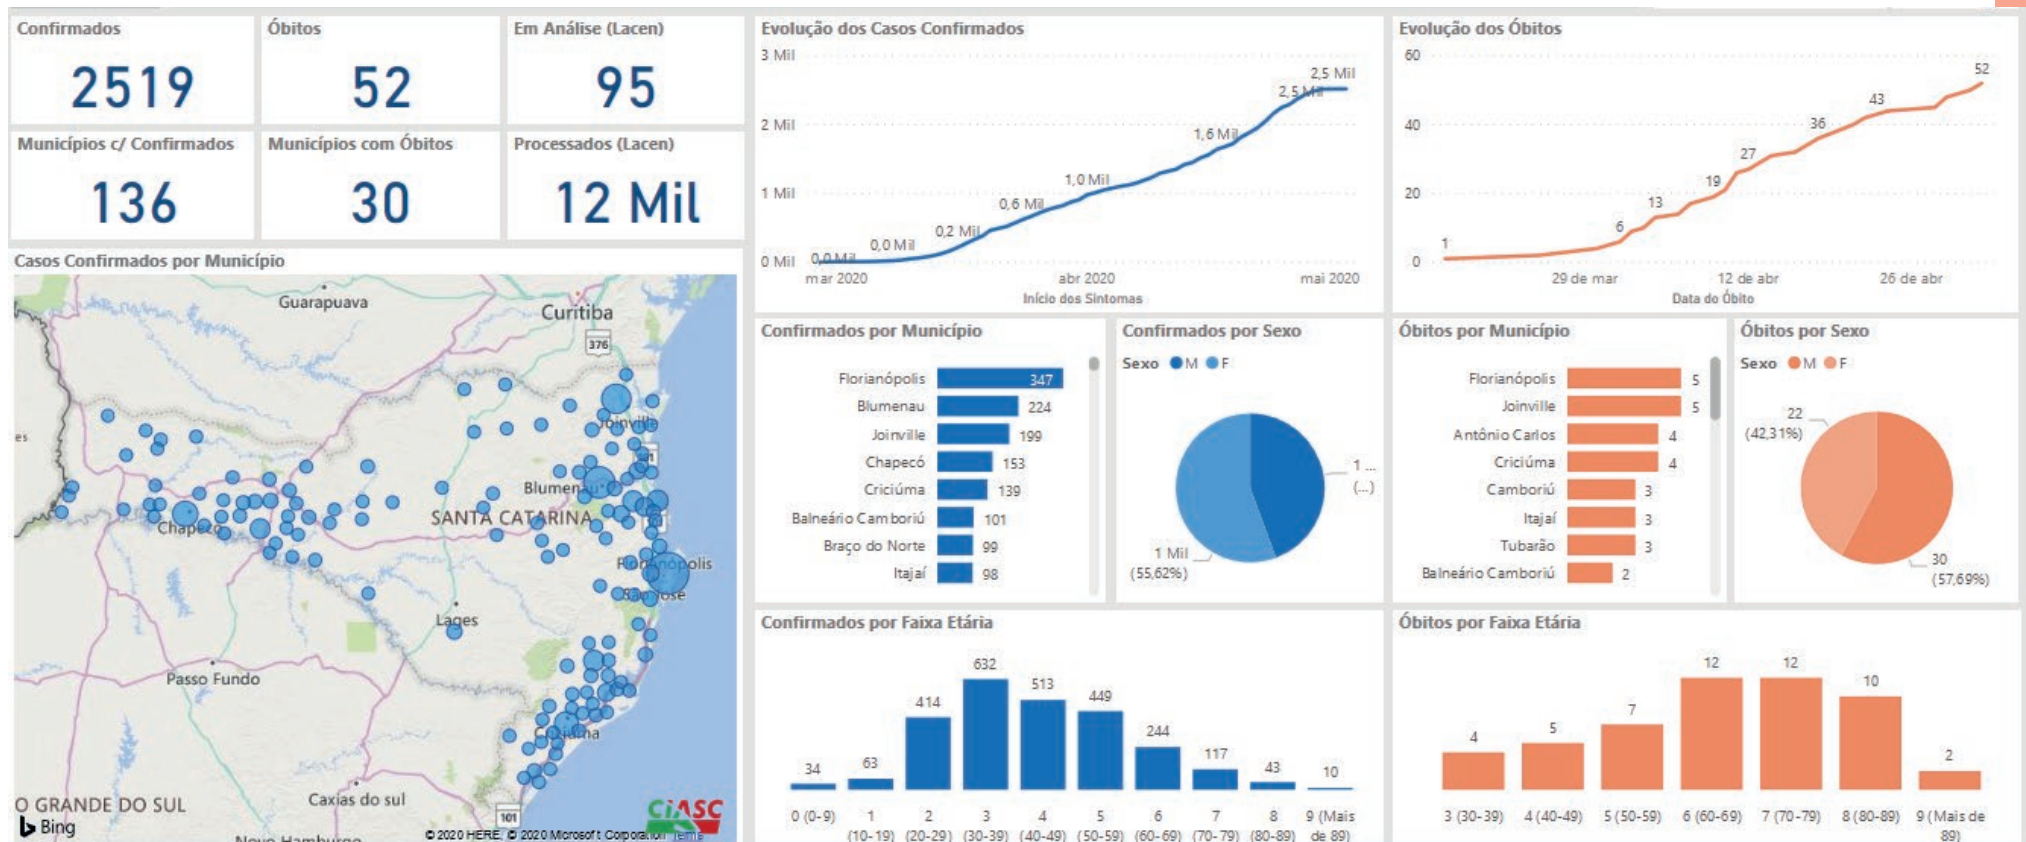 Confirmados
2519
Óbitos
52
Em Análise (Lacen)
95
Municípios c/ Confirmados
136
Municípios com Óbitos
30
Processados (Lacen)
12 Mil
Casos Confirmados por Município
Guarapuava
Curitiba
376
Joinville
Blumenau
Chapecó
SANTA CATARINA
Florianópolis
São José
Lages
Passo Fundo
Criciúma
O GRANDE DO SUL
Caxias do sul
101
Bing
Novo Hamburgo
CiASC
© 2020 HERE, © 2020 Microsoft Corporation Terms
Evolução dos Casos Confirmados
3 Mil
2 Mil
1 Mil
0 Mil
0,0 Mil
0,0 Mil
0,2 Mil
0,6 Mil
1,0 Mil
1,6 Mil
2,5 Mil
2,5 Mil
mar 2020
abr 2020
mai 2020
Início dos Sintomas
Evolução dos Óbitos
60
40
20
0
1
6
13
19
27
36
43
52
29 de mar
12 de abr
26 de abr
Data do Óbito
Confirmados por Município
Florianópolis 347
Blumenau 224
Joinville 199
Chapecó 153
Criciúma 139
Balneário Camboriú 101
Braço do Norte 99
Itajaí 98
Confirmados por Sexo
Sexo M F
1 ...
(...)
1 Mil
(55,62%)
Óbitos por Município
Florianópolis 5
Joinville 5
Antônio Carlos 4
Criciúma 4
Camboriú 3
Itajaí 3
Tubarão 3
Balneário Camboriú 2
Óbitos por Sexo
Sexo M F
22
(42,31%)
30
(57,69%)
Confirmados por Faixa Etária
34 63 414 632 513 449 244 117 43 10
0 (0-9) 1 2 3 4 5 6 7 8 9 (Mais
(10-19) (20-29) (30-39) (40-49) (50-59) (60-69) (70-79) (80-89) de 89)
Óbitos por Faixa Etária
4 5 7 12 12 10 2
3 (30-39) 4 (40-49) 5 (50-59) 6 (60-69) 7 (70-79) 8 (80-89) 9 (Mais de
89)